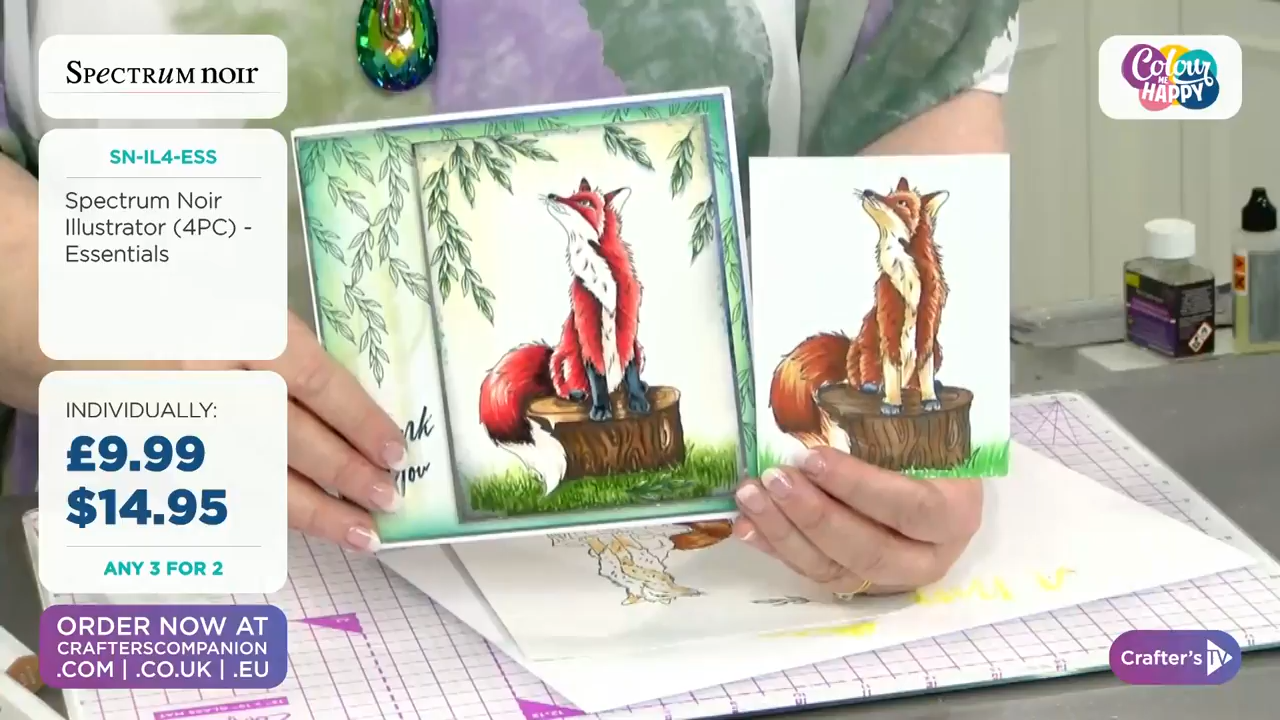 SPECTRUM NOIR
SN-IL4-ESS
Spectrum Noir
Illustrator (4PC) -
Essentials
INDIVIDUALLY:
£9.99
$14.95
ANY 3 FOR 2
ORDER NOW AT
CRAFTERSCOMPANION
.COM | .CO.UK | .EU
Colour
ME
HAPPY
you
Crafter's TV